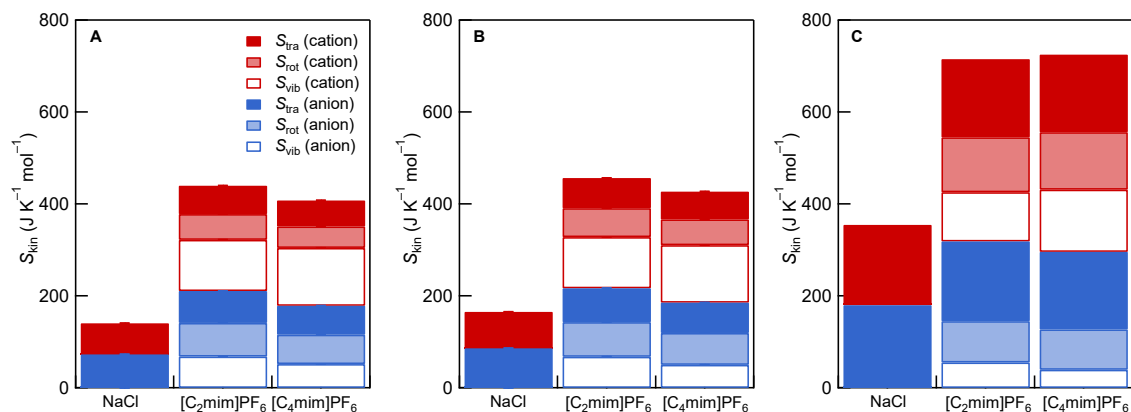 A
S_kin (J K⁻¹ mol⁻¹)
800
600
400
200
0
S_tra (cation)
S_rot (cation)
S_vib (cation)
S_tra (anion)
S_rot (anion)
S_vib (anion)
NaCl [C₂mim]PF₆ [C₄mim]PF₆
B
S_kin (J K⁻¹ mol⁻¹)
800
600
400
200
0
NaCl [C₂mim]PF₆ [C₄mim]PF₆
C
S_kin (J K⁻¹ mol⁻¹)
800
600
400
200
0
NaCl [C₂mim]PF₆ [C₄mim]PF₆